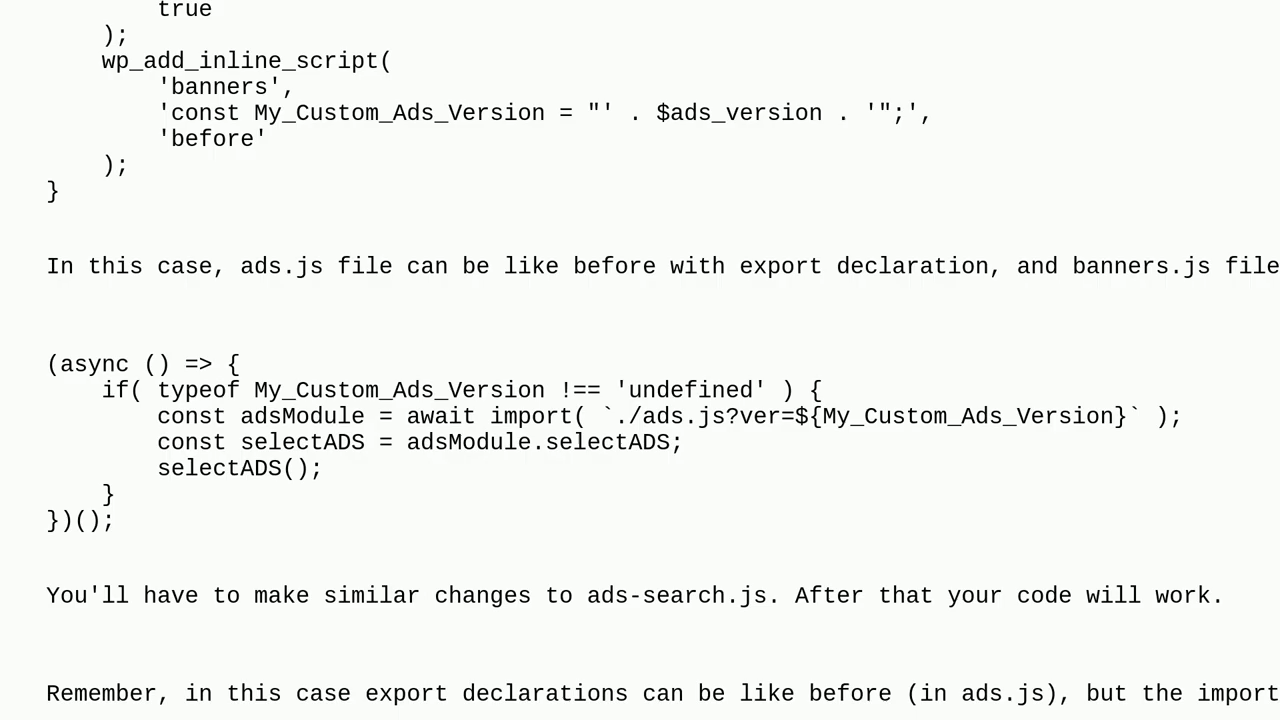 true
);
wp_add_inline_script(
'banners',
'const My_Custom_Ads_Version = "' . $ads_version . '";',
'before'
);
}
In this case, ads.js file can be like before with export declaration, and banners.js file
(async () => {
if( typeof My_Custom_Ads_Version !== 'undefined' ) {
const adsModule = await import( `./ads.js?ver=${My_Custom_Ads_Version}` );
const selectADS = adsModule.selectADS;
selectADS();
}
})();
You'll have to make similar changes to ads-search.js. After that your code will work.
Remember, in this case export declarations can be like before (in ads.js), but the import